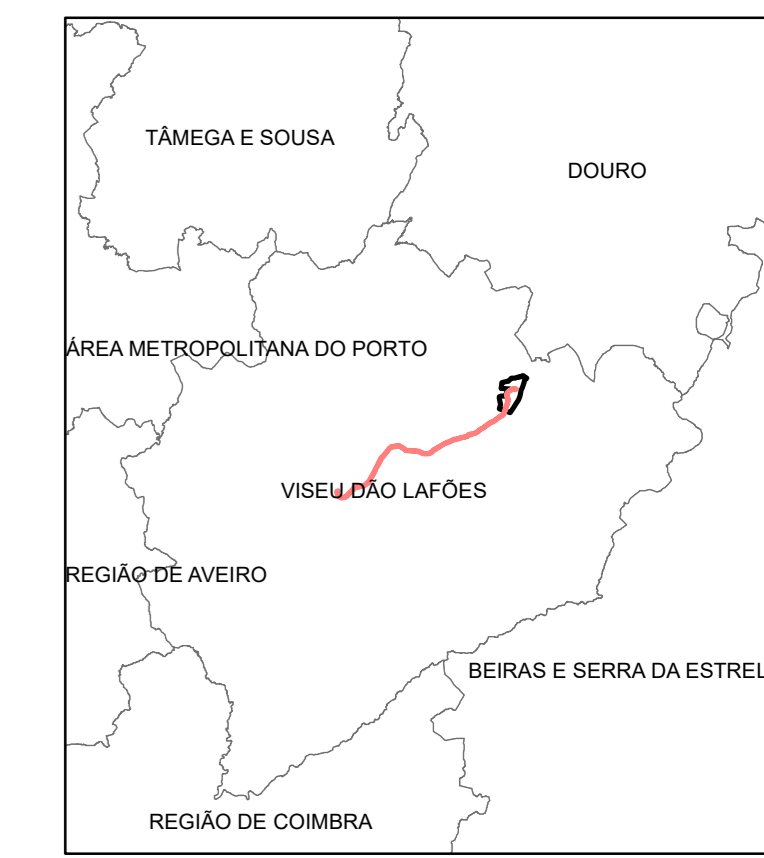 TÂMEGA E SOUSA
DOURO
ÁREA METROPOLITANA DO PORTO
VISEU DÃO LAFÕES
REGIÃO DE AVEIRO
BEIRAS E SERRA DA ESTREL
REGIÃO DE COIMBRA